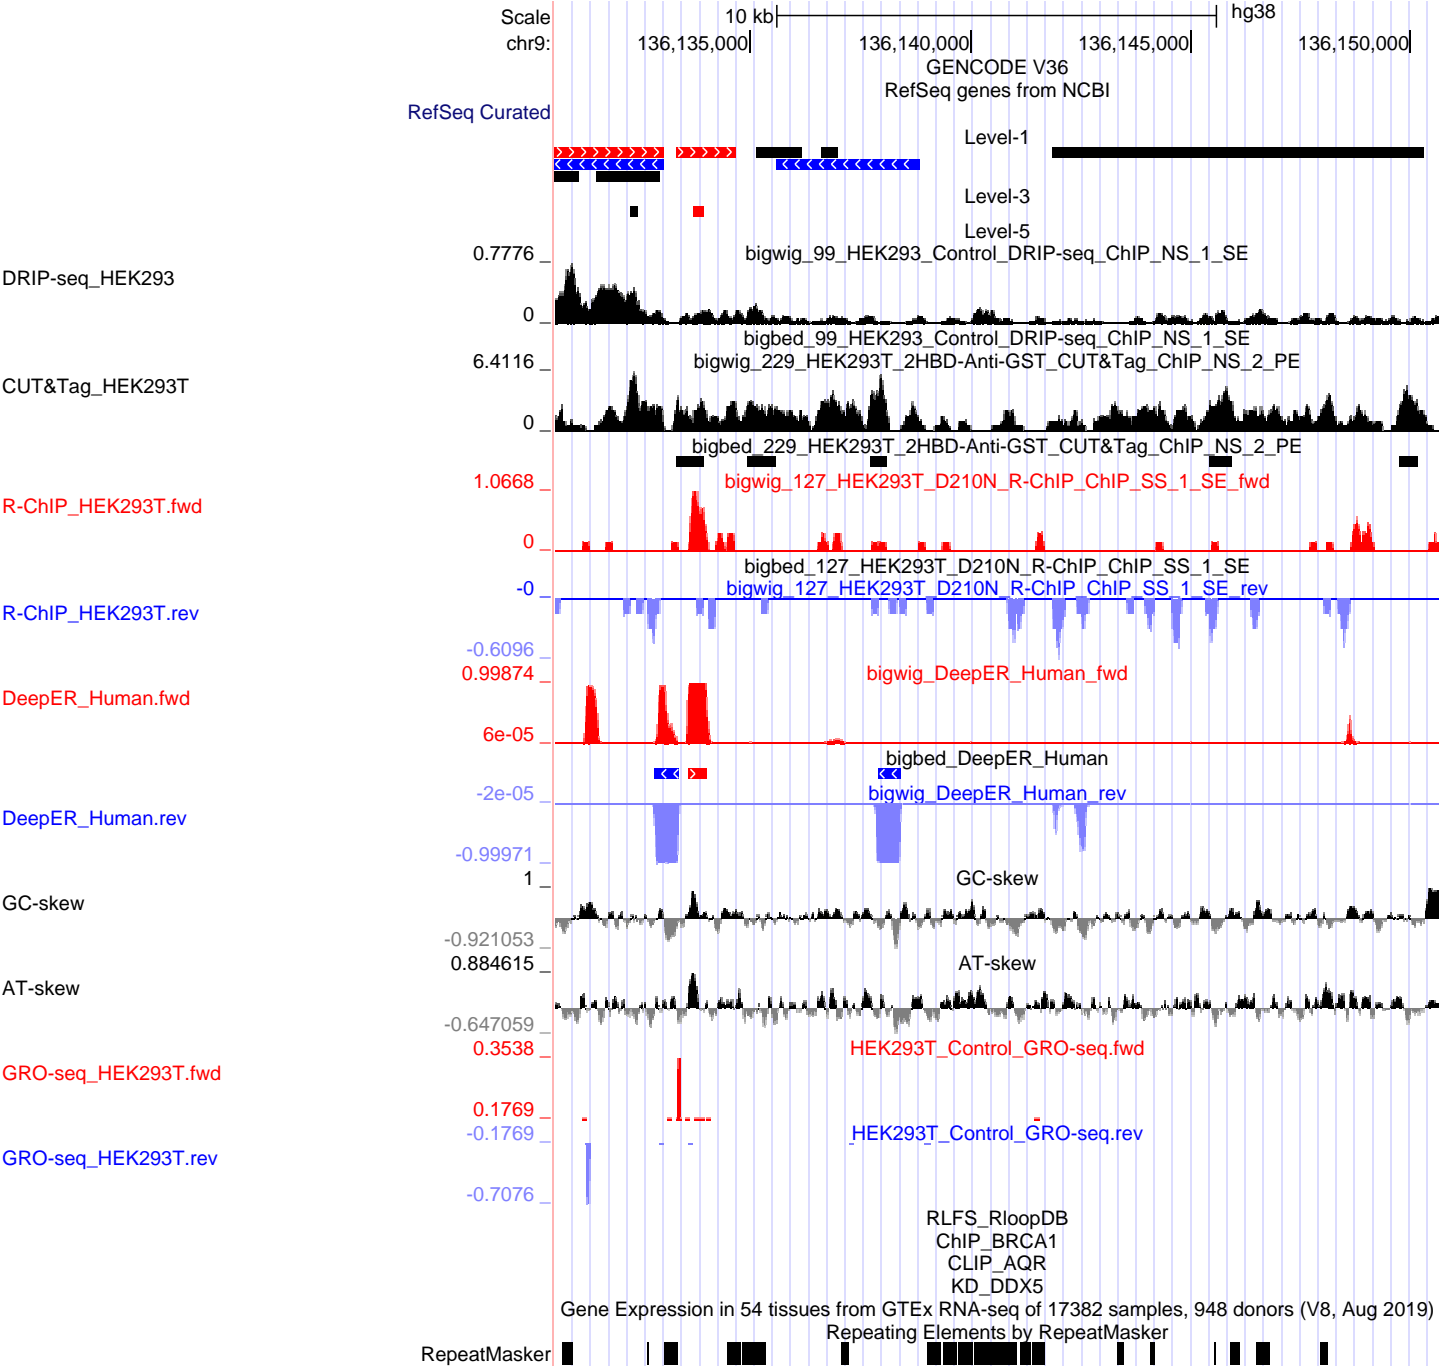 Scale 10 kb hg38
chr9: 136,135,000 136,140,000 136,145,000 136,150,000
GENCODE V36
RefSeq genes from NCBI
RefSeq Curated
Level-1
Level-3
Level-5
0.7776 bigwig_99_HEK293_Control_DRIP-seq_ChIP_NS_1_SE
DRIP-seq_HEK293
0
bigbed_99_HEK293_Control_DRIP-seq_ChIP_NS_1_SE
6.4116 bigwig_229_HEK293T_2HBD-Anti-GST_CUT&Tag_ChIP_NS_2_PE
CUT&Tag_HEK293T
0
bigbed_229_HEK293T_2HBD-Anti-GST_CUT&Tag_ChIP_NS_2_PE
1.0668 bigwig_127_HEK293T_D210N_R-ChIP_ChIP_SS_1_SE_fwd
R-ChIP_HEK293T.fwd
0
bigbed_127_HEK293T_D210N_R-ChIP_ChIP_SS_1_SE
-0 bigwig_127_HEK293T_D210N_R-ChIP_ChIP_SS_1_SE_rev
R-ChIP_HEK293T.rev
-0.6096
0.99874 bigwig_DeepER_Human_fwd
DeepER_Human.fwd
6e-05
bigbed_DeepER_Human
-2e-05 bigwig_DeepER_Human_rev
DeepER_Human.rev
-0.99971
1 GC-skew
GC-skew
-0.921053
0.884615 AT-skew
AT-skew
-0.647059
0.3538 HEK293T_Control_GRO-seq.fwd
GRO-seq_HEK293T.fwd
0.1769
-0.1769 HEK293T_Control_GRO-seq.rev
GRO-seq_HEK293T.rev
-0.7076
RLFS_RloopDB
ChIP_BRCA1
CLIP_AQR
KD_DDX5
Gene Expression in 54 tissues from GTEx RNA-seq of 17382 samples, 948 donors (V8, Aug 2019)
Repeating Elements by RepeatMasker
RepeatMasker